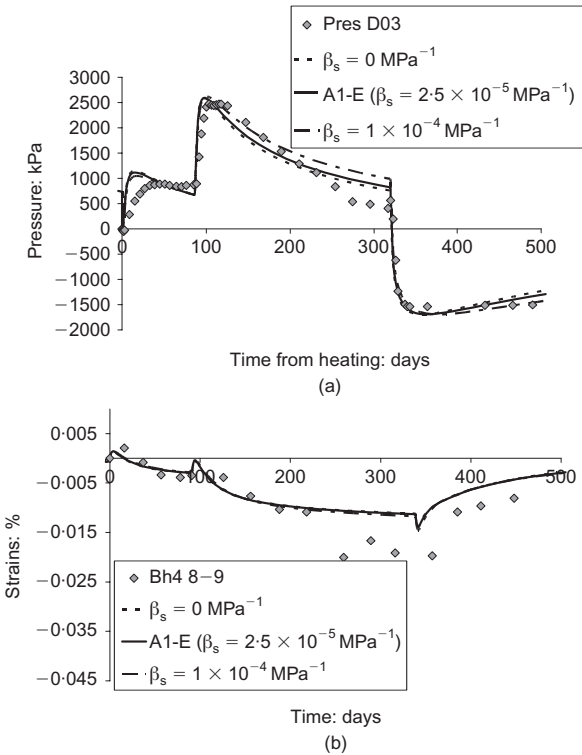 Pres D03
βs = 0 MPa−1
A1-E (βs = 2·5 × 10−5 MPa−1)
βs = 1 × 10−4 MPa−1
3000
2500
2000
1500
1000
500
0
−500
−1000
−1500
−2000
Pressure: kPa
0 100 200 300 400 500
Time from heating: days
(a)
0·005
−0·005
−0·015
−0·025
−0·035
−0·045
Strains: %
0 100 200 300 400 500
Bh4 8–9
βs = 0 MPa−1
A1-E (βs = 2·5 × 10−5 MPa−1)
βs = 1 × 10−4 MPa−1
Time: days
(b)